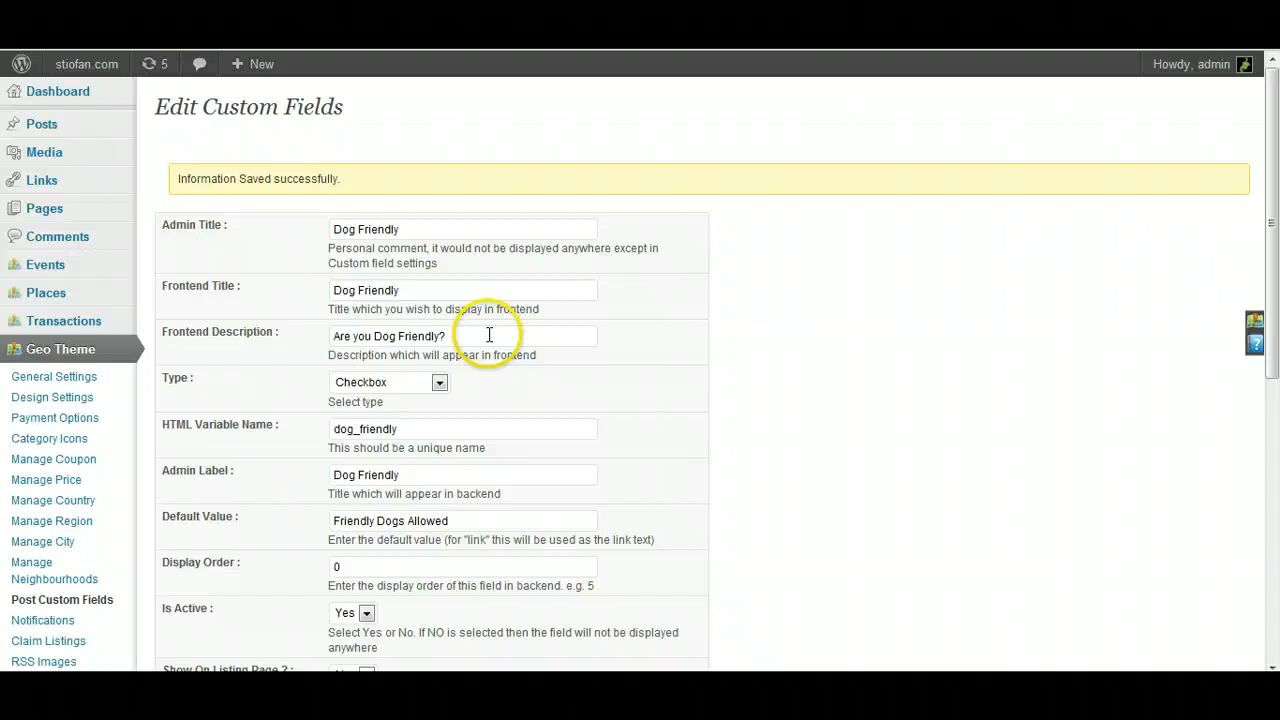 stiofan.com 5 New Howdy, admin
Dashboard
Posts
Media
Links
Pages
Comments
Events
Places
Transactions
Geo Theme
General Settings
Design Settings
Payment Options
Category Icons
Manage Coupon
Manage Price
Manage Country
Manage Region
Manage City
Manage
Neighbourhoods
Post Custom Fields
Notifications
Claim Listings
RSS Images
Edit Custom Fields
Information Saved successfully.
Admin Title :
Dog Friendly
Personal comment, it would not be displayed anywhere except in
Custom field settings
Frontend Title :
Dog Friendly
Title which you wish to display in frontend
Frontend Description :
Are you Dog Friendly?
Description which will appear in frontend
Type :
Checkbox
Select type
HTML Variable Name :
dog_friendly
This should be a unique name
Admin Label :
Dog Friendly
Title which will appear in backend
Default Value :
Friendly Dogs Allowed
Enter the default value (for "link" this will be used as the link text)
Display Order :
0
Enter the display order of this field in backend. e.g. 5
Is Active :
Yes
Select Yes or No. If NO is selected then the field will not be displayed
anywhere
Show On Listing Page ? :